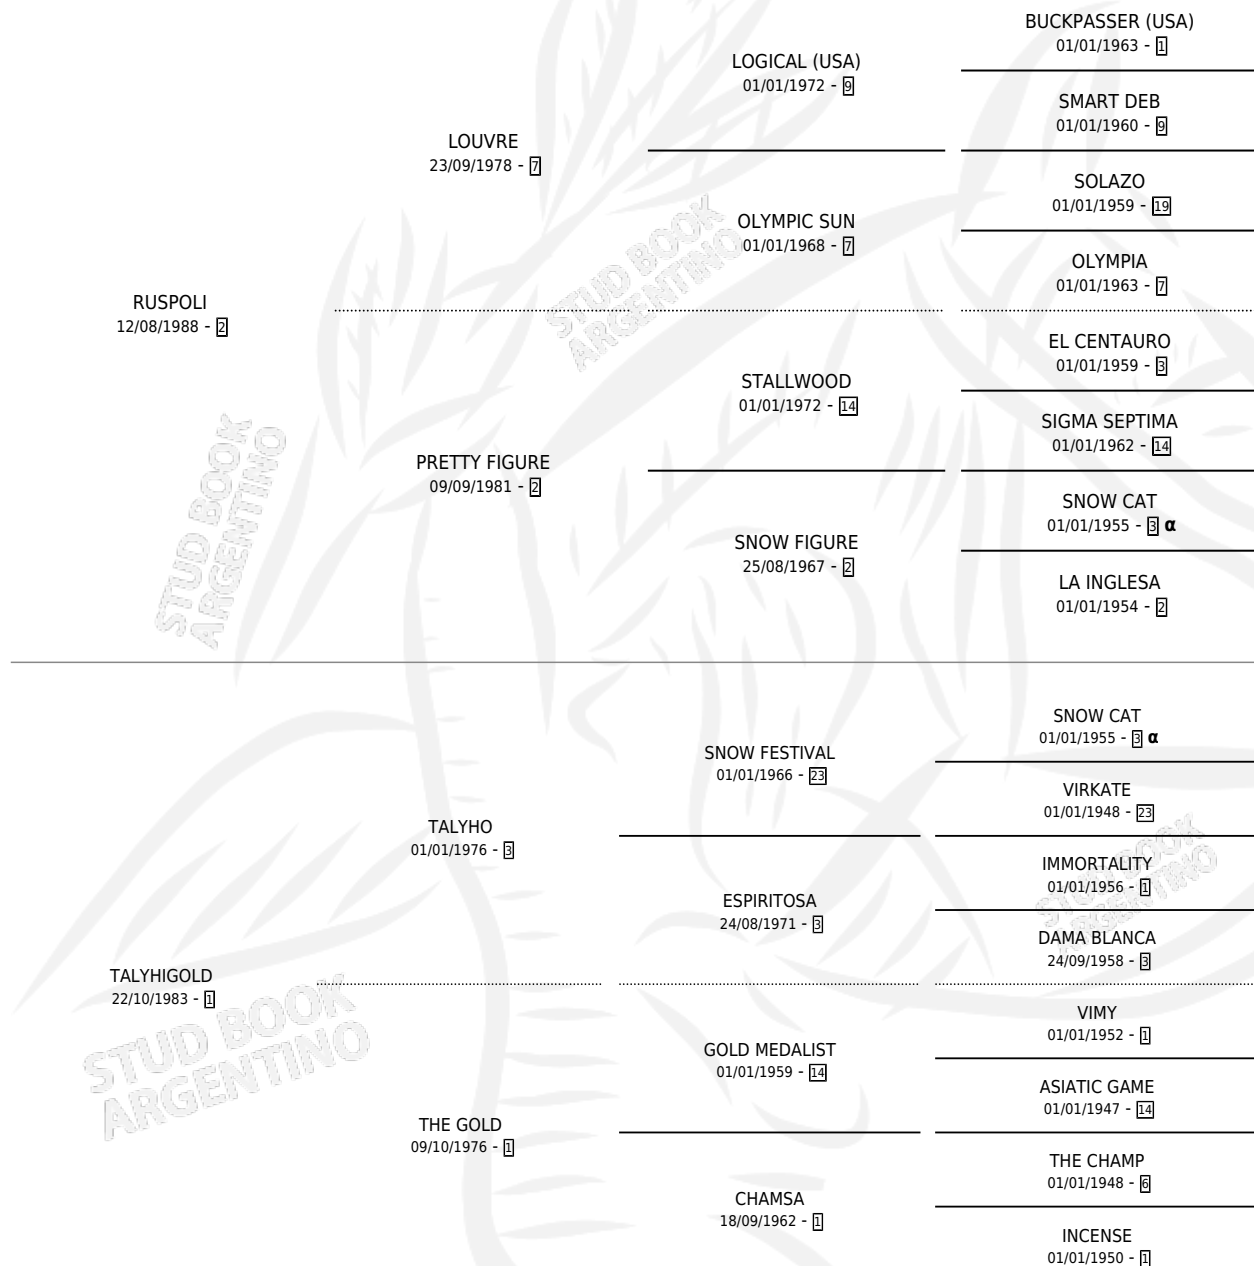 BUCKPASSER (USA)
01/01/1963 - 1
LOGICAL (USA)
01/01/1972 - 9
SMART DEB
01/01/1960 - 9
LOUVRE
23/09/1978 - 7
SOLAZO
01/01/1959 - 19
OLYMPIC SUN
01/01/1968 - 7
OLYMPIA
01/01/1963 - 7
RUSPOLI
12/08/1988 - 2
EL CENTAURO
01/01/1959 - 3
STALLWOOD
01/01/1972 - 14
SIGMA SEPTIMA
01/01/1962 - 14
PRETTY FIGURE
09/09/1981 - 2
SNOW CAT
01/01/1955 - 3 α
SNOW FIGURE
25/08/1967 - 2
LA INGLESA
01/01/1954 - 2
SNOW CAT
01/01/1955 - 3 α
SNOW FESTIVAL
01/01/1966 - 23
VIRKATE
01/01/1948 - 23
TALYHO
01/01/1976 - 3
IMMORTALITY
01/01/1956 - 1
ESPIRITOSA
24/08/1971 - 3
DAMA BLANCA
24/09/1958 - 3
TALYHIGOLD
22/10/1983 - 1
VIMY
01/01/1952 - 1
GOLD MEDALIST
01/01/1959 - 14
ASIATIC GAME
01/01/1947 - 14
THE GOLD
09/10/1976 - 1
THE CHAMP
01/01/1948 - 6
CHAMSA
18/09/1962 - 1
INCENSE
01/01/1950 - 1
STUD BOOK
ARGENTINO
STUD BOOK
ARGENTINO
STUD BOOK
ARGENTINO
STUD BOOK
ARGENTINO